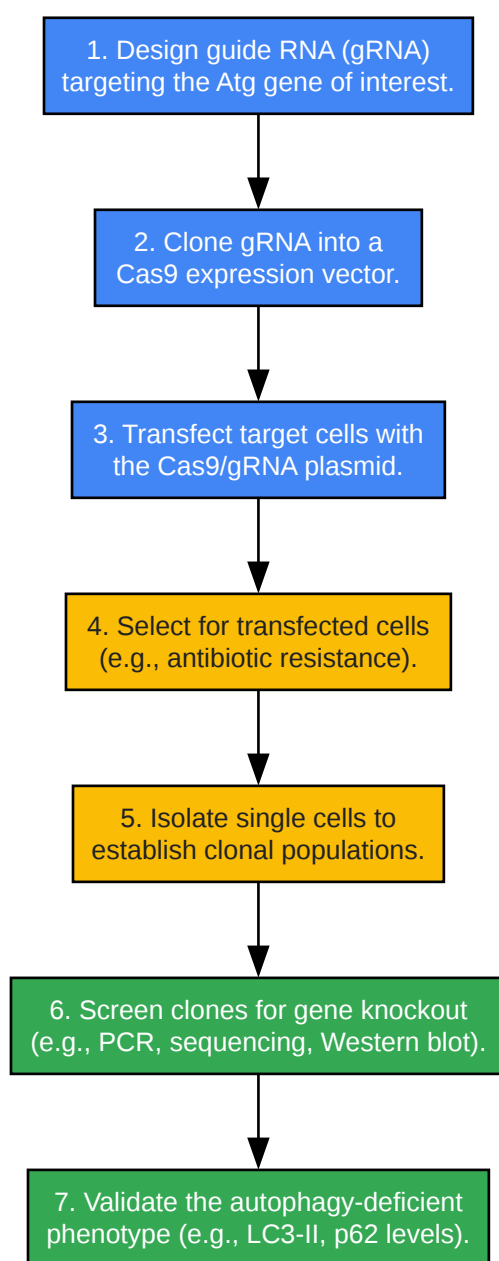 1. Design guide RNA (gRNA)
targeting the Atg gene of interest.
2. Clone gRNA into a
Cas9 expression vector.
3. Transfect target cells with
the Cas9/gRNA plasmid.
4. Select for transfected cells
(e.g., antibiotic resistance).
5. Isolate single cells to
establish clonal populations.
6. Screen clones for gene knockout
(e.g., PCR, sequencing, Western blot).
7. Validate the autophagy-deficient
phenotype (e.g., LC3-II, p62 levels).